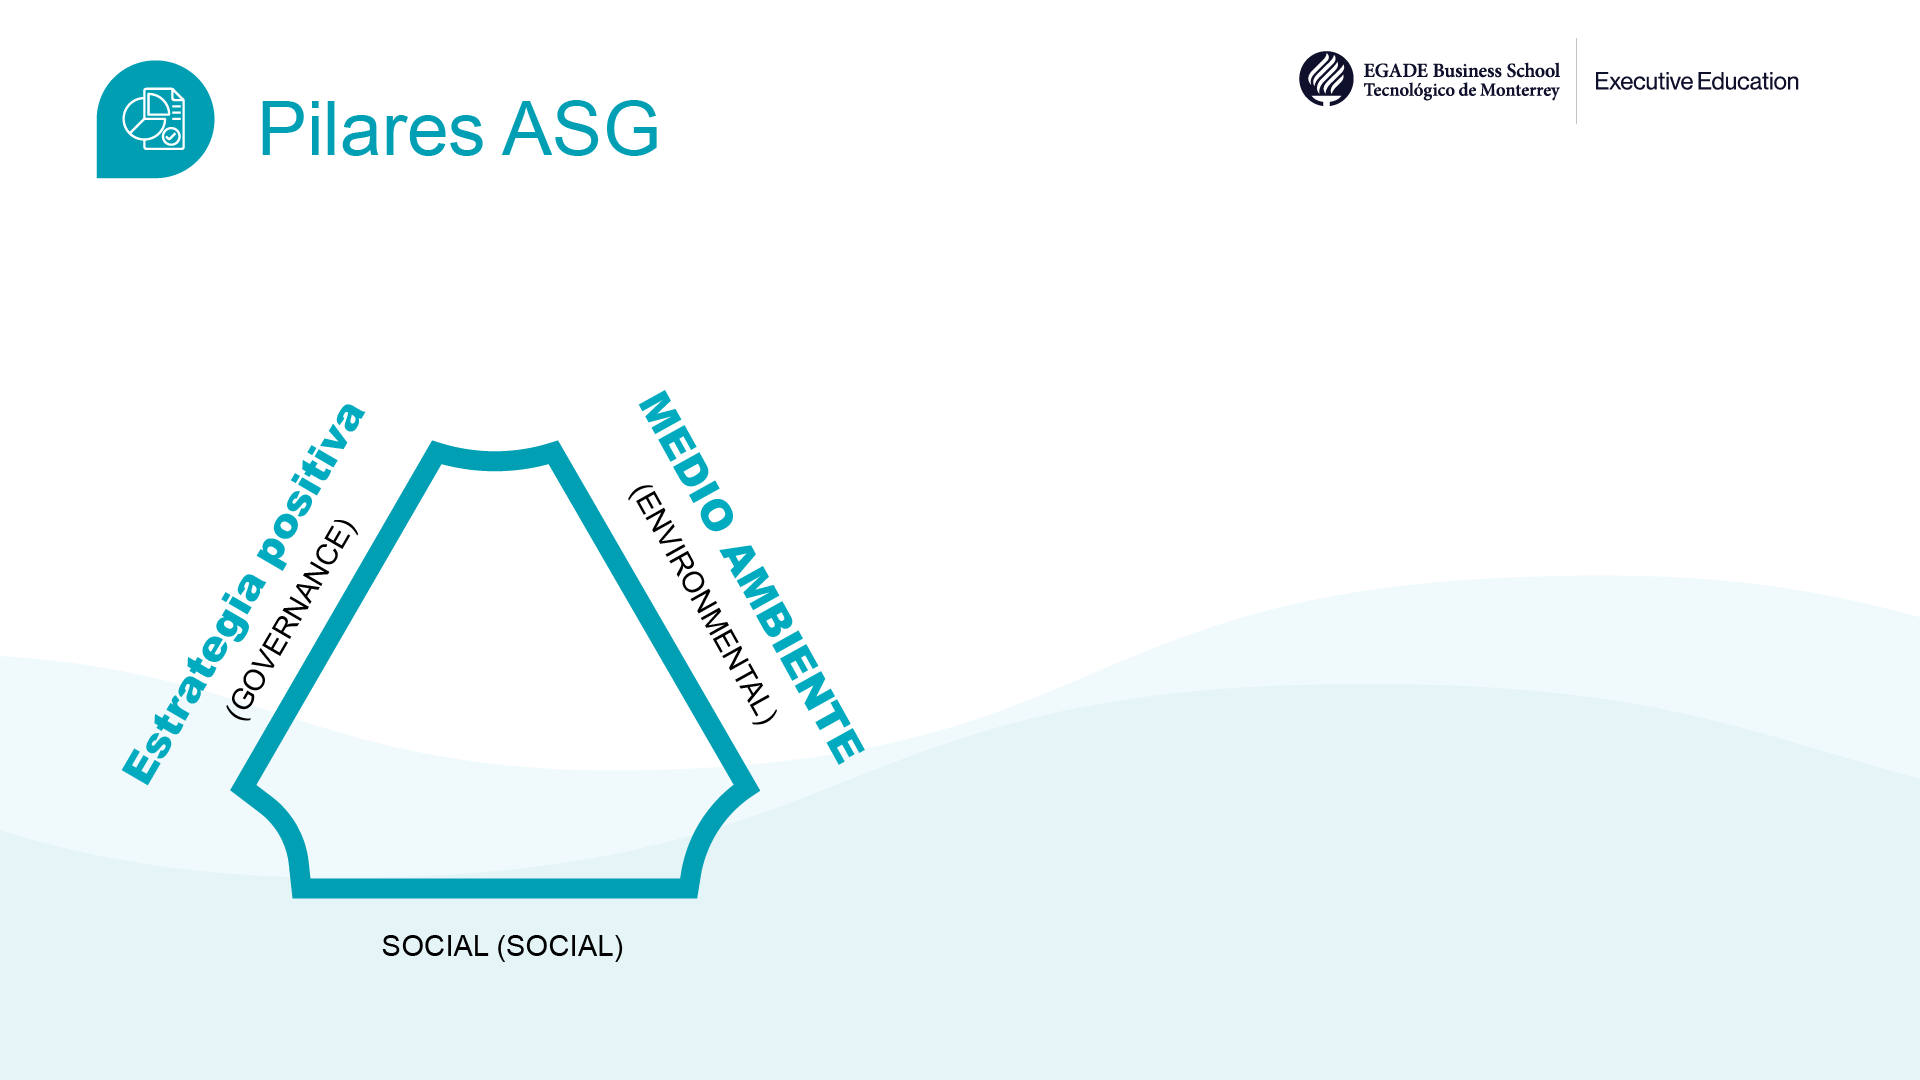 Pilares ASG
EGADE Business School
Tecnológico de Monterrey
Executive Education
Estrategia positiva
(GOVERNANCE)
MEDIO AMBIENTE
(ENVIRONMENTAL)
SOCIAL (SOCIAL)